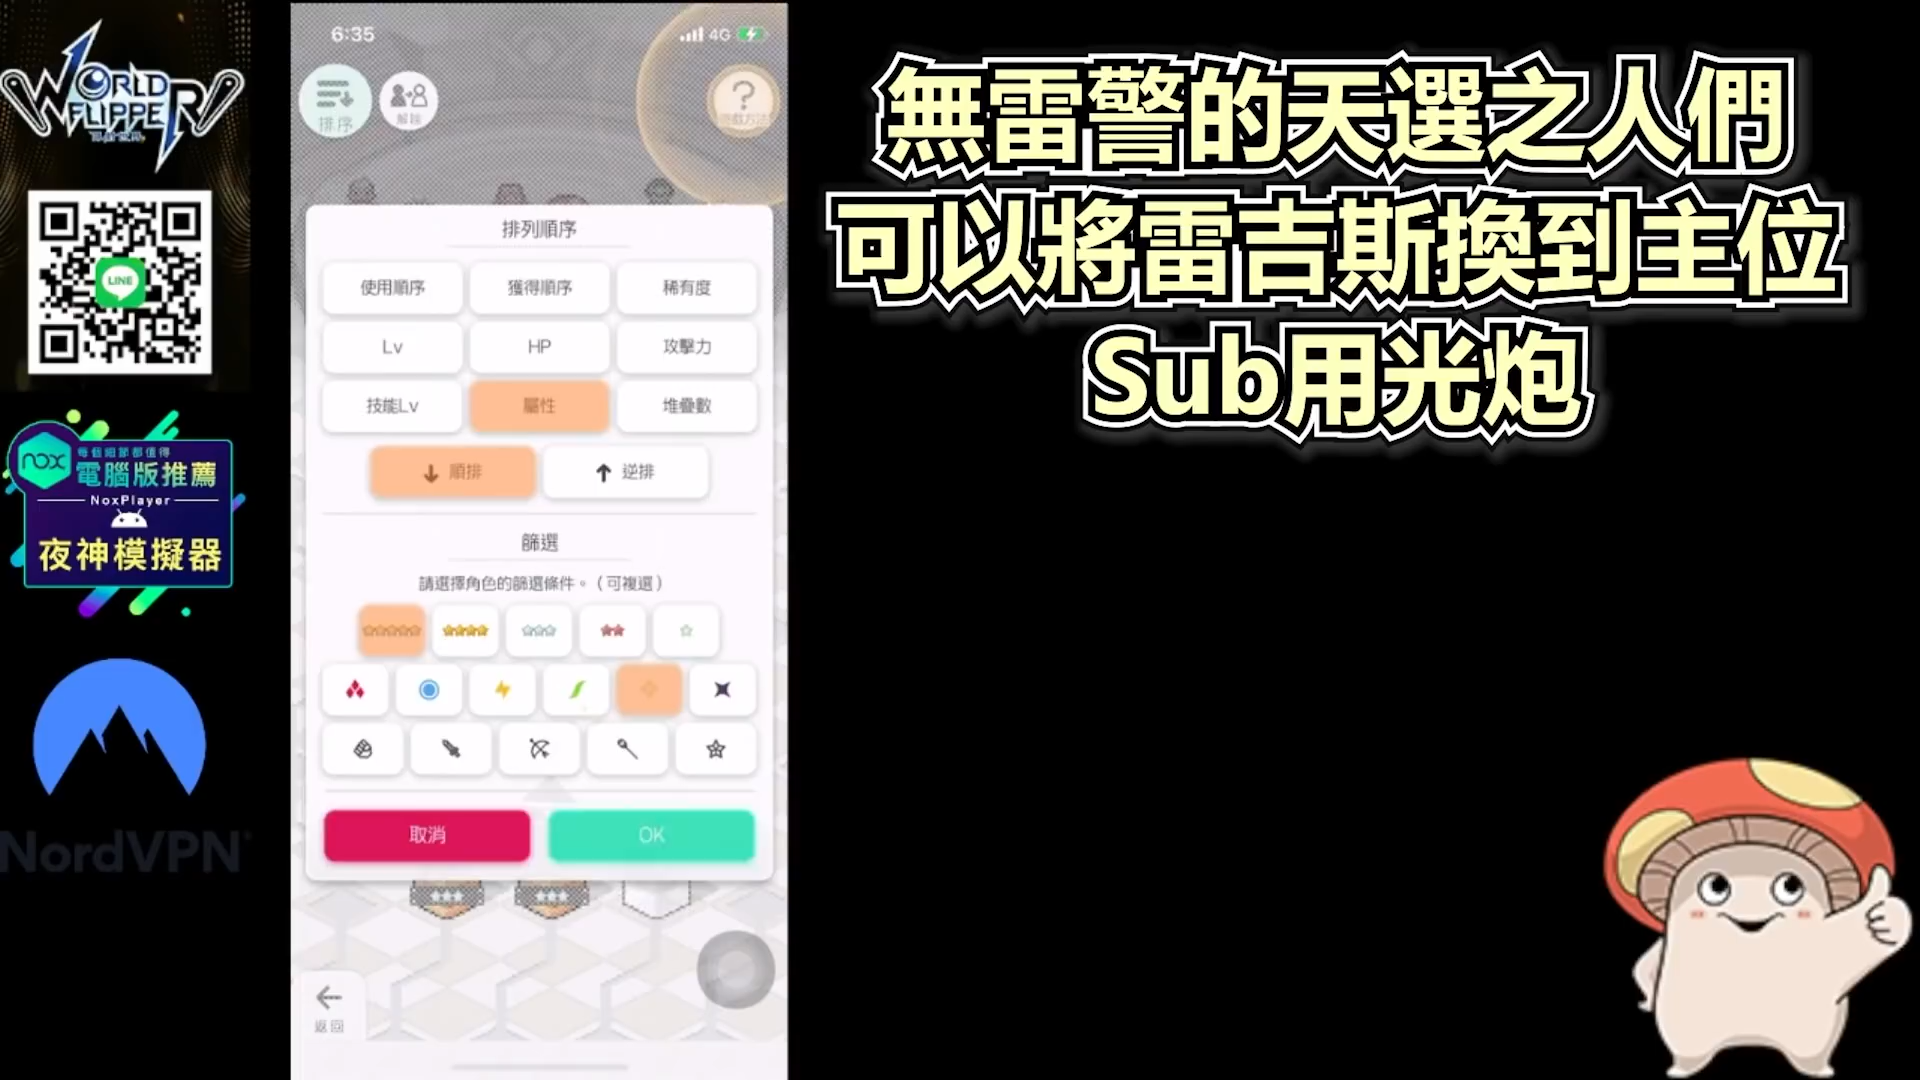 WORLD FLIPPER
LINE
nox
每個細節都值得
電腦版推薦
NoxPlayer
夜神模擬器
NordVPN
6:35
4G
排序
解除
?
遊戲方法
排列順序
使用順序
獲得順序
稀有度
Lv
HP
攻擊力
技能Lv
屬性
堆疊數
順排
逆排
篩選
請選擇角色的篩選條件。(可複選)
取消
OK
返回
無雷警的天選之人們
可以將雷吉斯換到主位
Sub用光炮